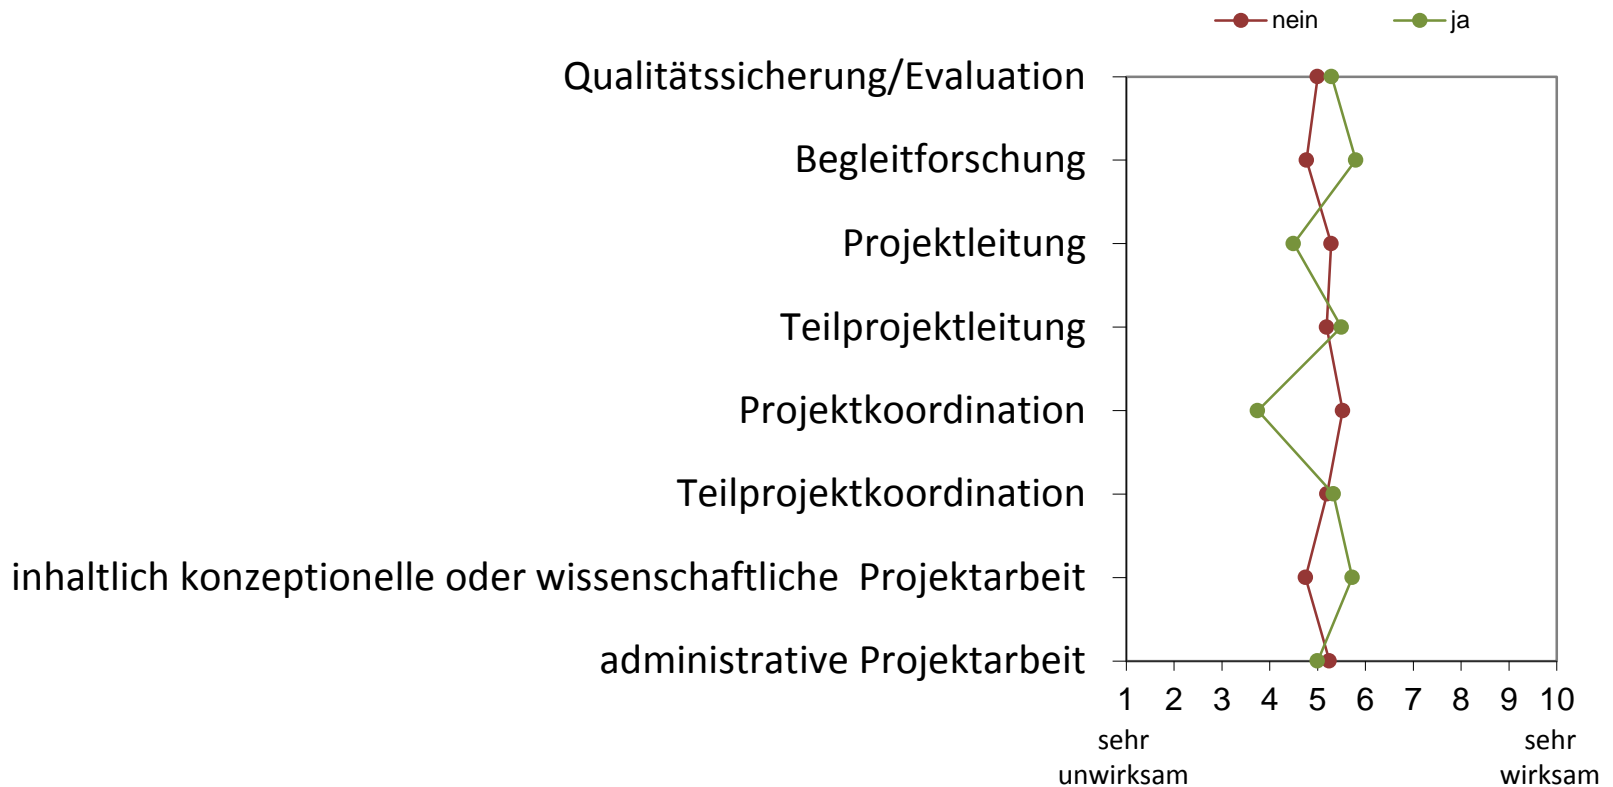 nein ja
Qualitätssicherung/Evaluation
Begleitforschung
Projektleitung
Teilprojektleitung
Projektkoordination
Teilprojektkoordination
inhaltlich konzeptionelle oder wissenschaftliche Projektarbeit
administrative Projektarbeit
1 2 3 4 5 6 7 8 9 10
sehr sehr
unwirksam wirksam